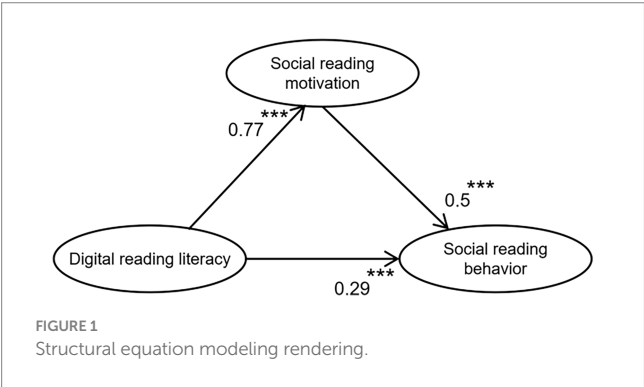 Social reading
motivation
0.77***
0.5***
Digital reading literacy
Social reading
behavior
0.29***
FIGURE 1
Structural equation modeling rendering.